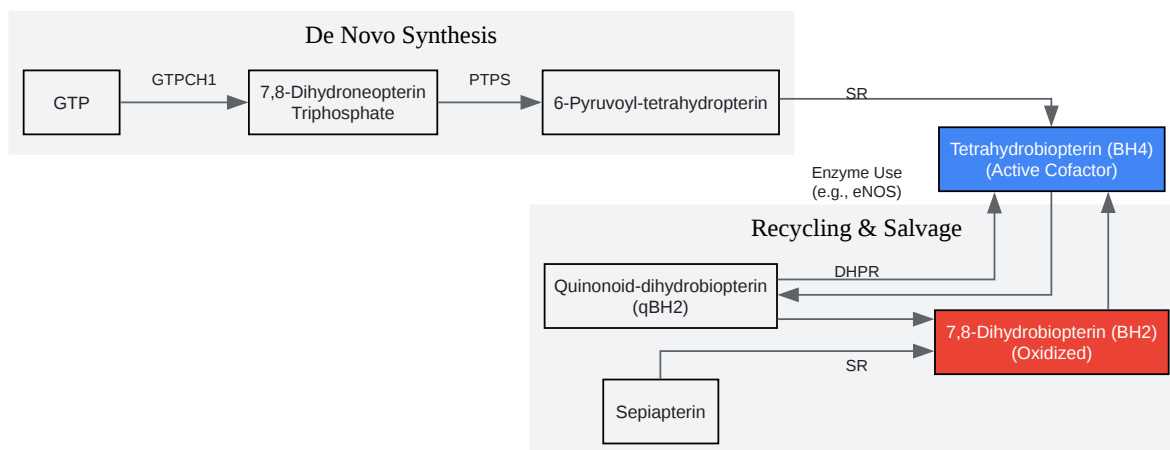 De Novo Synthesis
GTP
GTPCH1
7,8-Dihydroneopterin
Triphosphate
PTPS
6-Pyruvoyl-tetrahydropterin
SR
Tetrahydrobiopterin (BH4)
(Active Cofactor)
Enzyme Use
(e.g., eNOS)
Recycling & Salvage
Quinonoid-dihydrobiopterin
(qBH2)
DHPR
7,8-Dihydrobiopterin (BH2)
(Oxidized)
SR
Sepiapterin